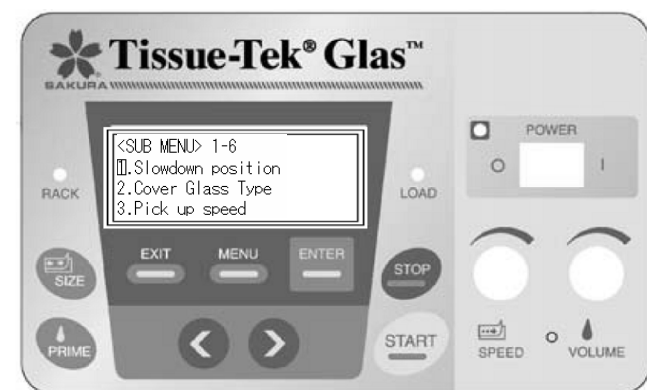 Tissue-Tek® Glas™
SAKURA
<SUB MENU> 1-6
1.Slowdown position
2.Cover Glass Type
3.Pick up speed
RACK
LOAD
POWER
O
I
EXIT
MENU
ENTER
SIZE
STOP
PRIME
START
SPEED
VOLUME